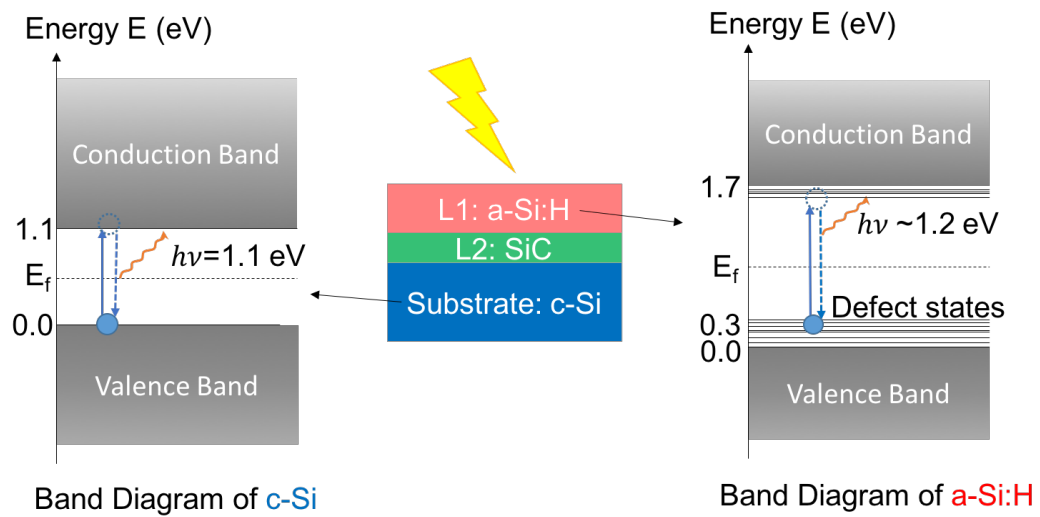 Energy E (eV)
Conduction Band
1.1
hν=1.1 eV
E_f
0.0
Valence Band
Band Diagram of c-Si
L1: a-Si:H
L2: SiC
Substrate: c-Si
Energy E (eV)
Conduction Band
1.7
hν ~1.2 eV
E_f
Defect states
0.3
0.0
Valence Band
Band Diagram of a-Si:H